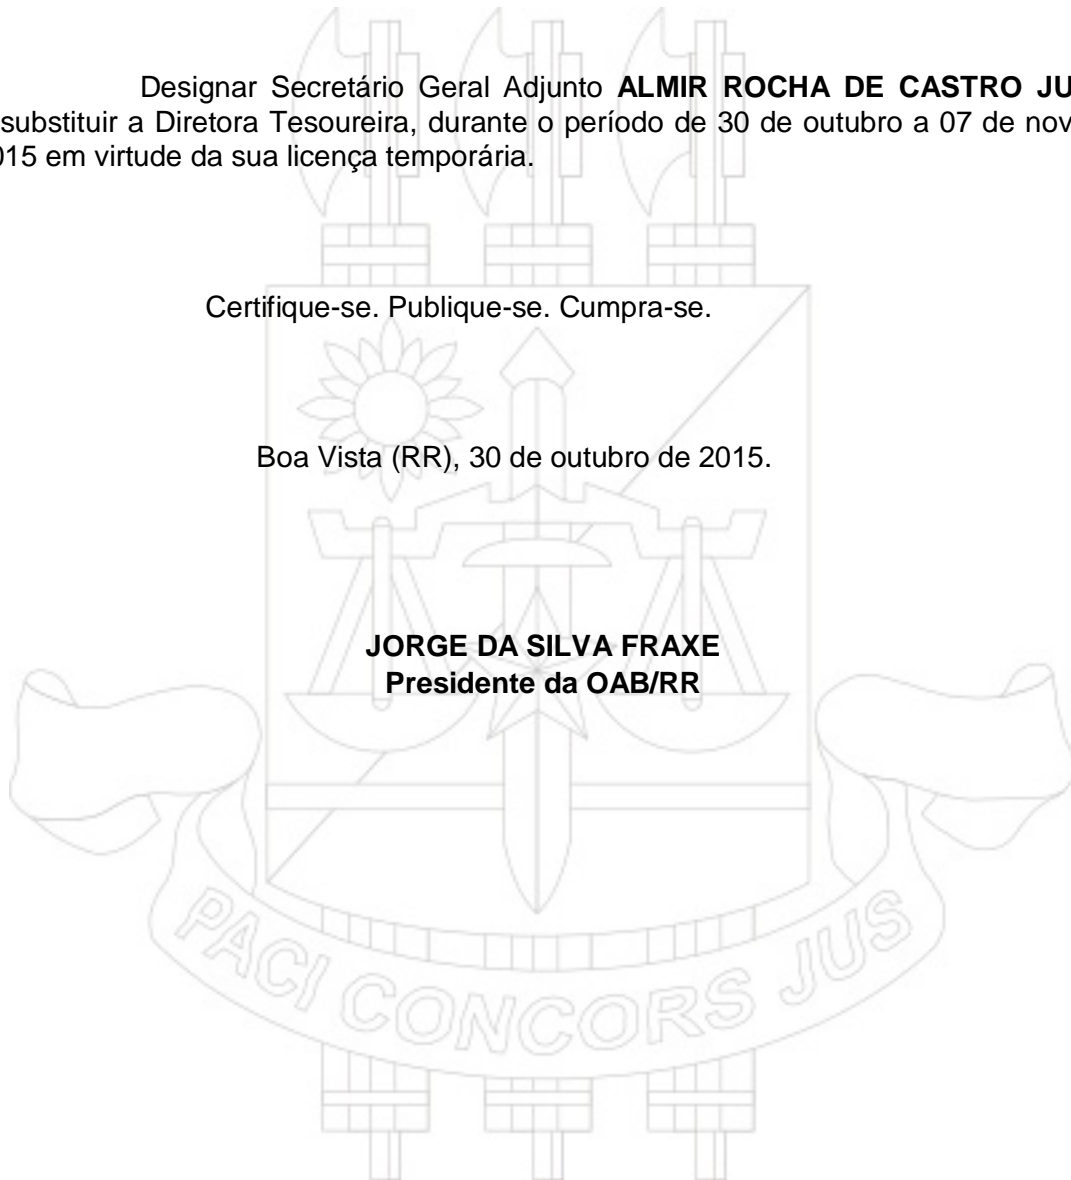 Designar Secretário Geral Adjunto ALMIR ROCHA DE CASTRO JU
substituir a Diretora Tesoureira, durante o período de 30 de outubro a 07 de nov
015 em virtude da sua licença temporária.
Certifique-se. Publique-se. Cumpra-se.
Boa Vista (RR), 30 de outubro de 2015.
JORGE DA SILVA FRAXE
Presidente da OAB/RR
PACI CONCORS JUS